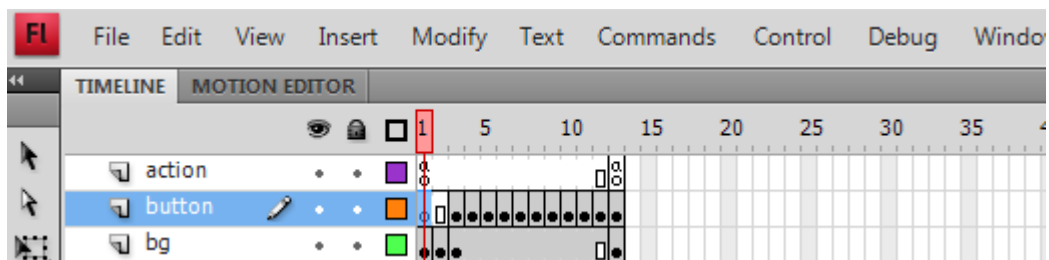 Fl File Edit View Insert Modify Text Commands Control Debug Windo
TIMELINE MOTION EDITOR
1 5 10 15 20 25 30 35
action
button
bg